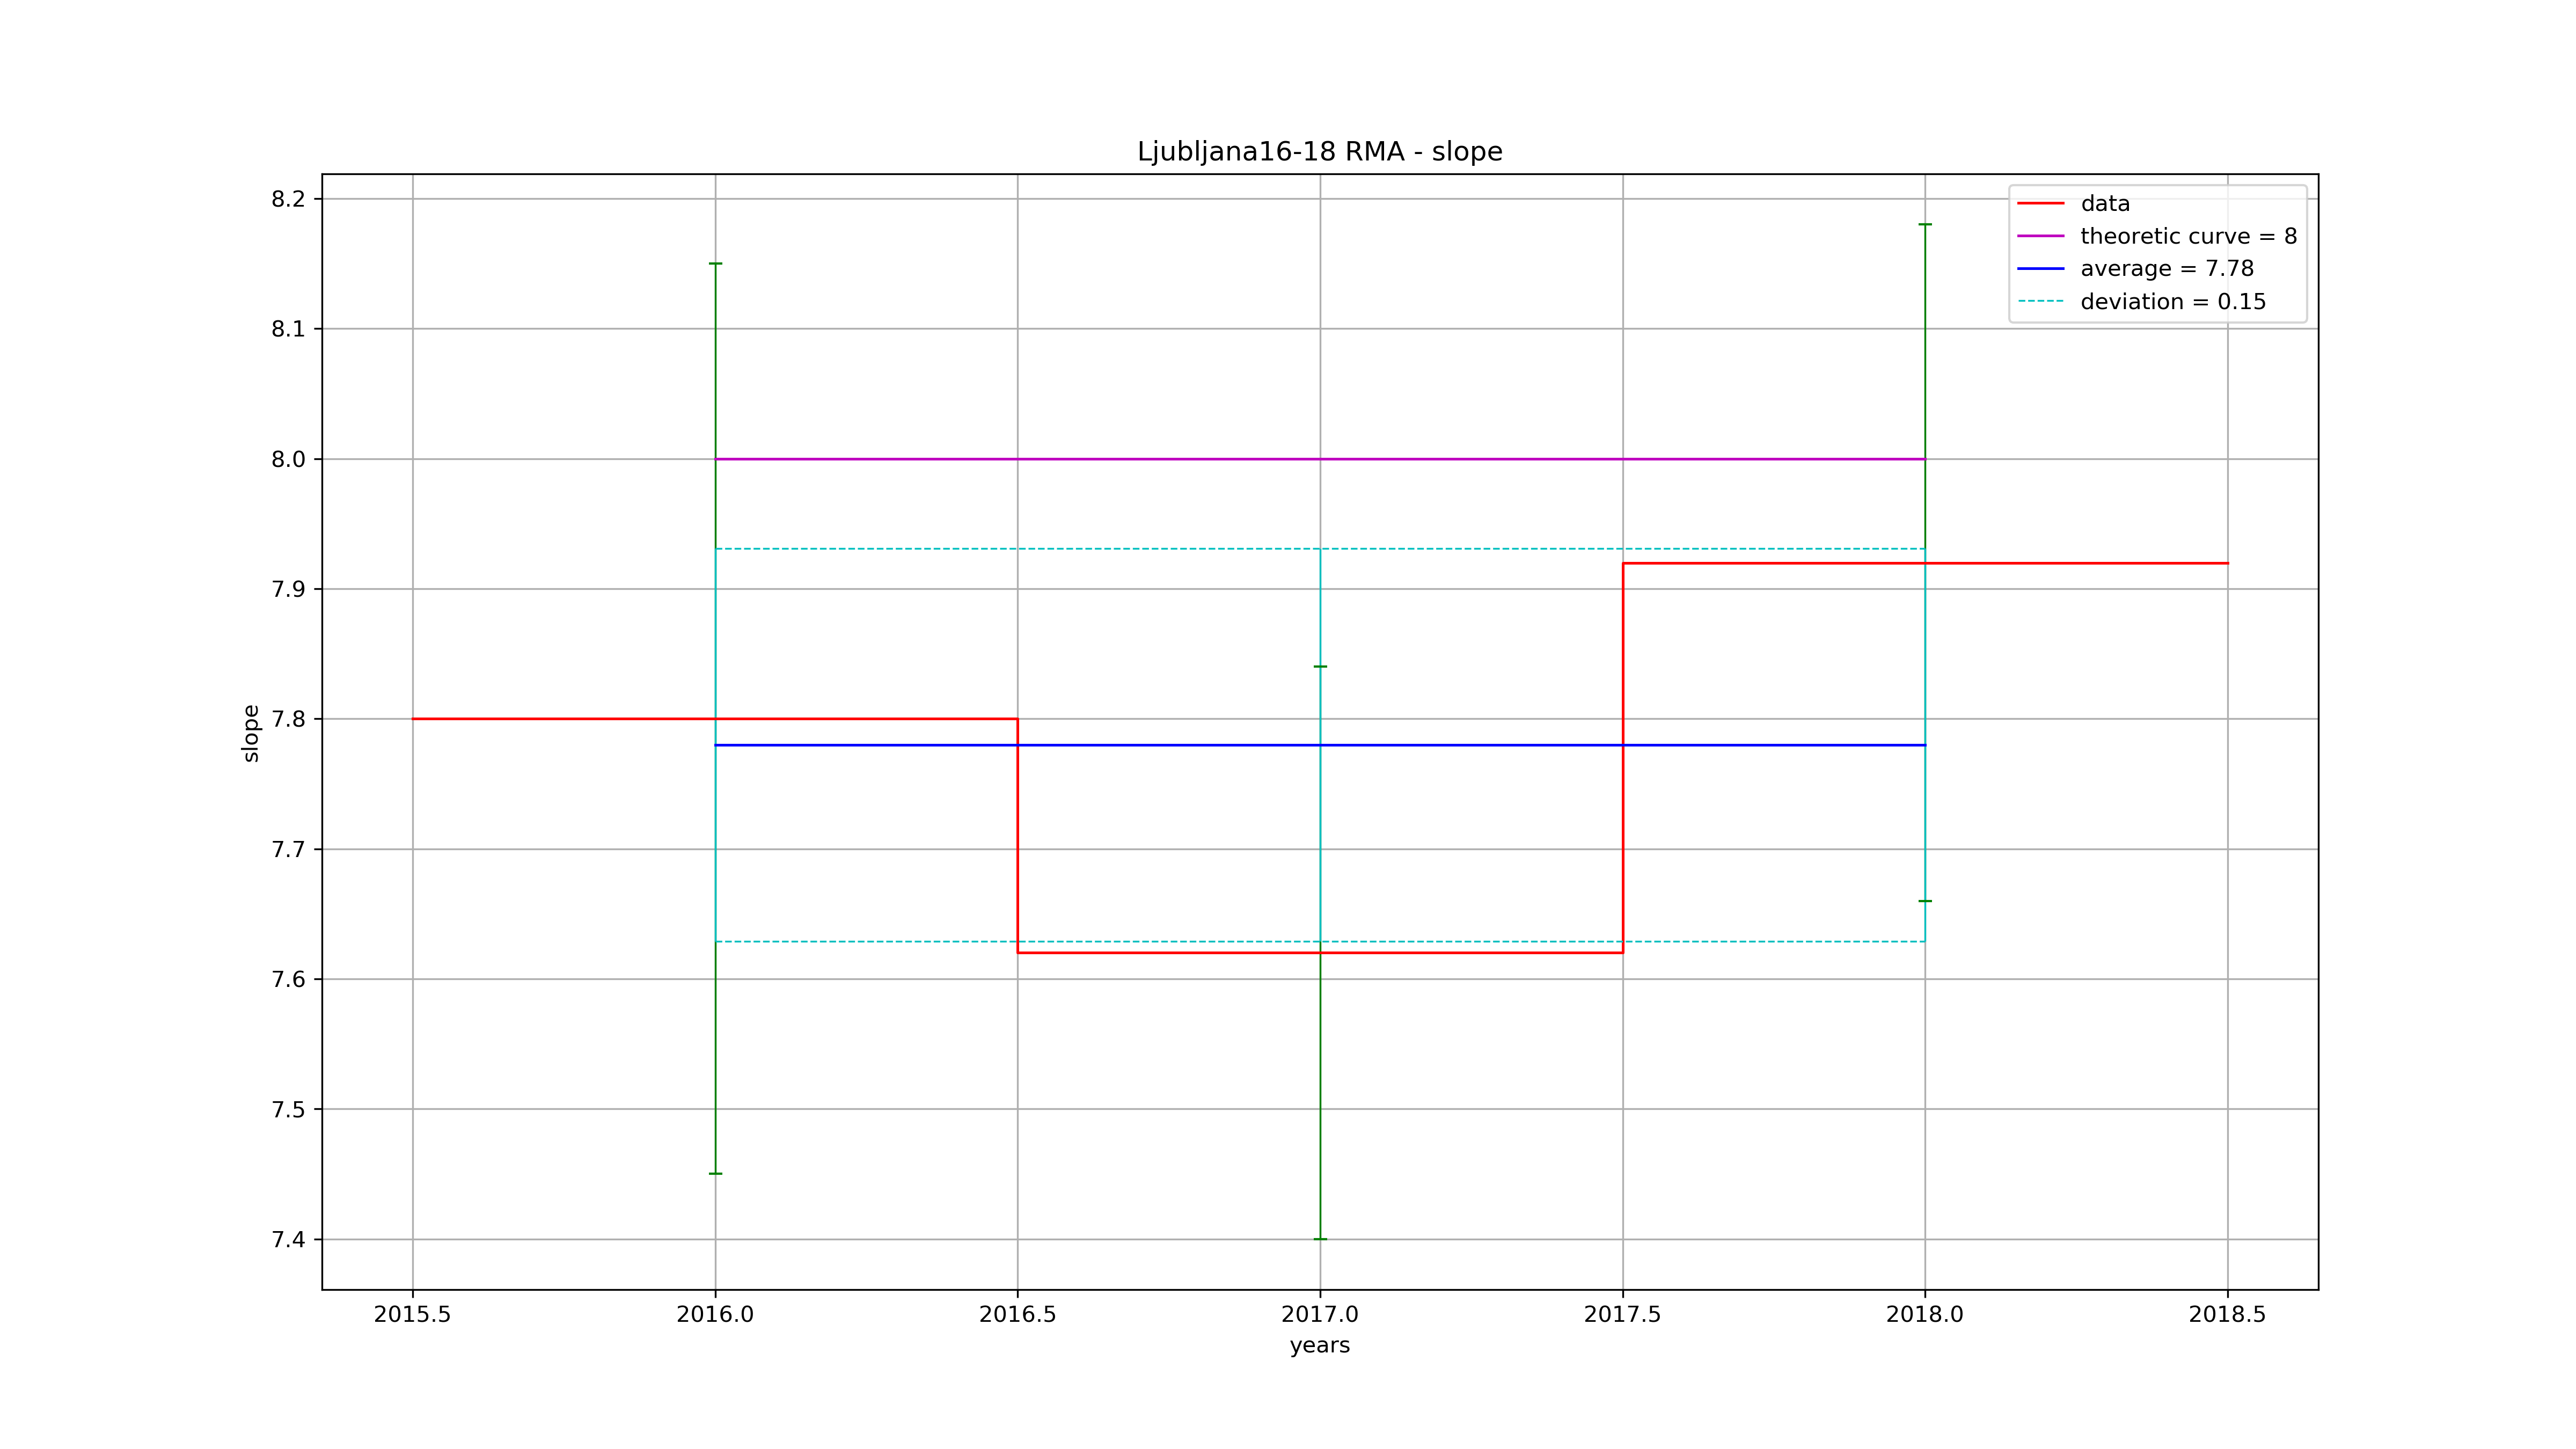 Ljubljana16-18 RMA - slope
data
theoretic curve = 8
average = 7.78
deviation = 0.15
slope
8.2
8.1
8.0
7.9
7.8
7.7
7.6
7.5
7.4
2015.5 2016.0 2016.5 2017.0 2017.5 2018.0 2018.5
years